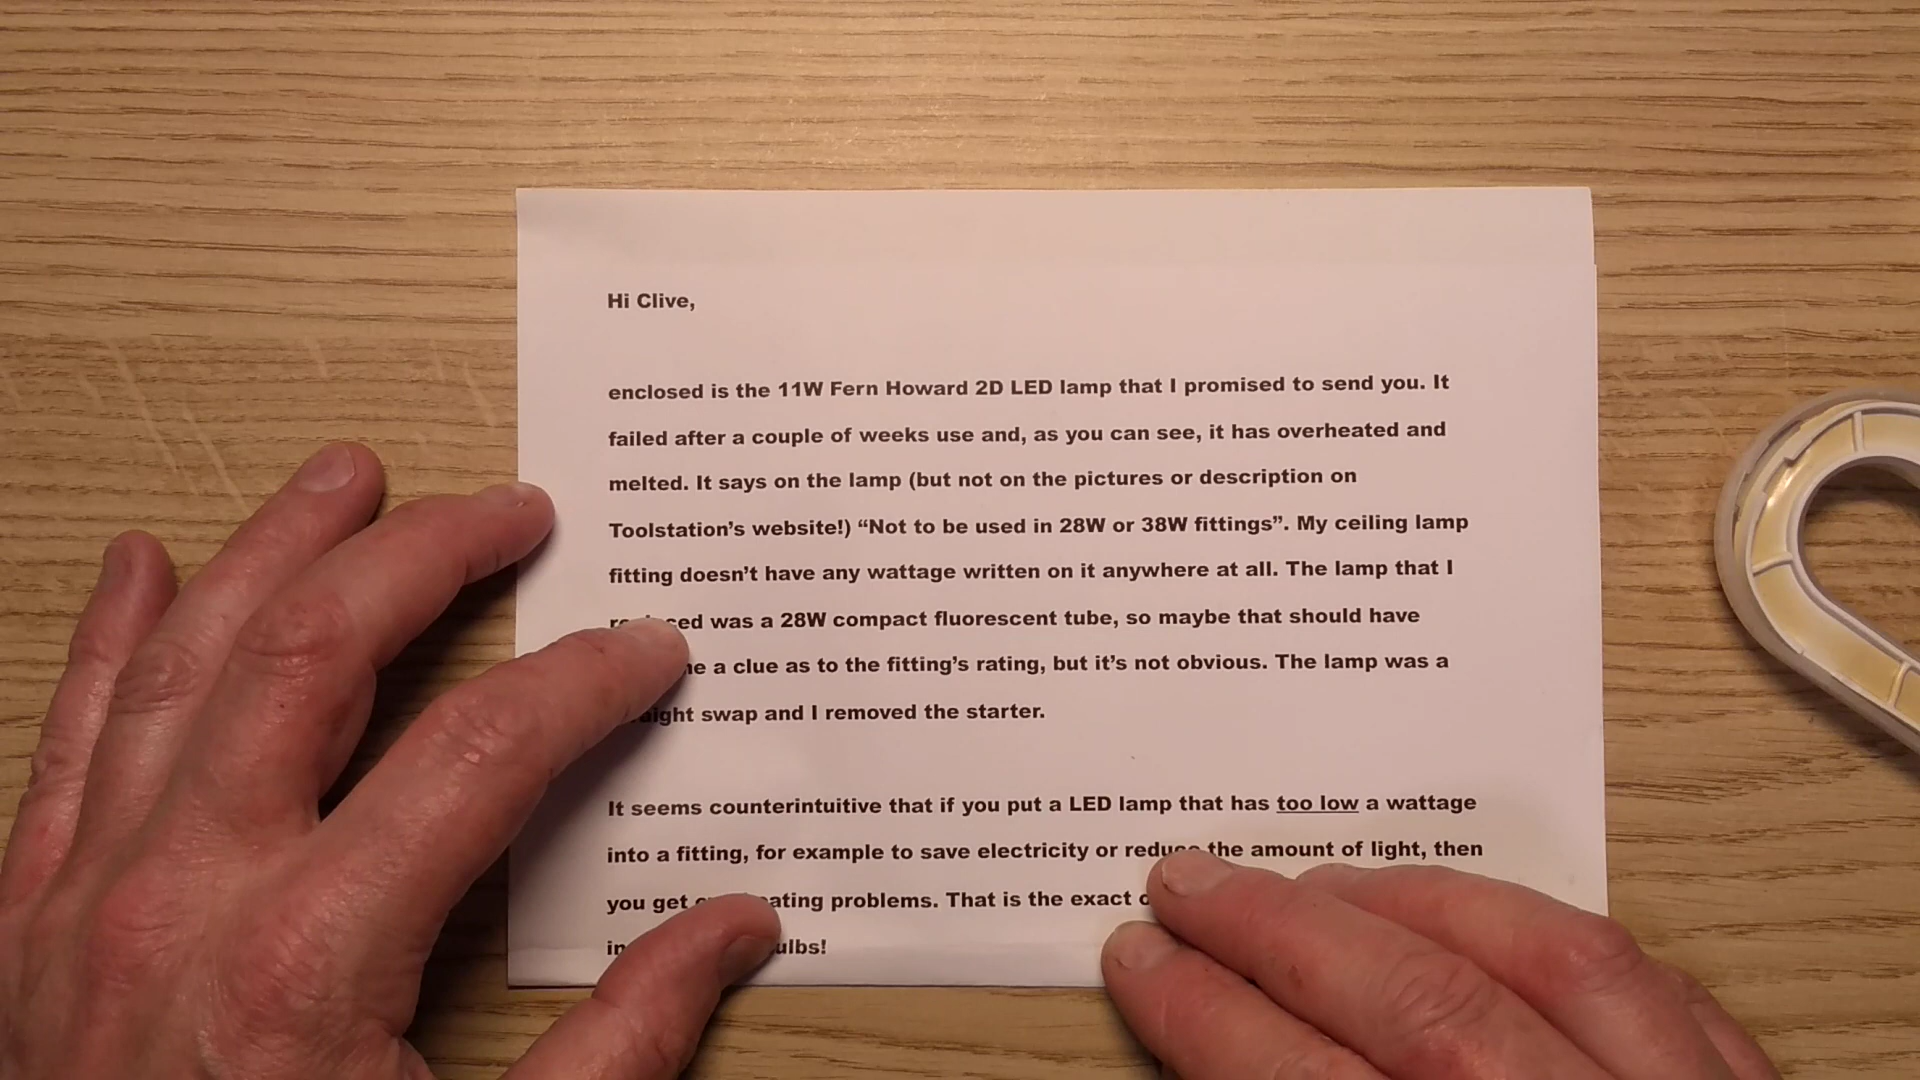 Hi Clive,
enclosed is the 11W Fern Howard 2D LED lamp that I promised to send you. It
failed after a couple of weeks use and, as you can see, it has overheated and
melted. It says on the lamp (but not on the pictures or description on
Toolstation's website!) “Not to be used in 28W or 38W fittings”. My ceiling lamp
fitting doesn't have any wattage written on it anywhere at all. The lamp that I
was a 28W compact fluorescent tube, so maybe that should have
a clue as to the fitting's rating, but it's not obvious. The lamp was a
swap and I removed the starter.
It seems counterintuitive that if you put a LED lamp that has too low a wattage
into a fitting, for example to save electricity or reduce the amount of light, then
you get problems. That is the exact